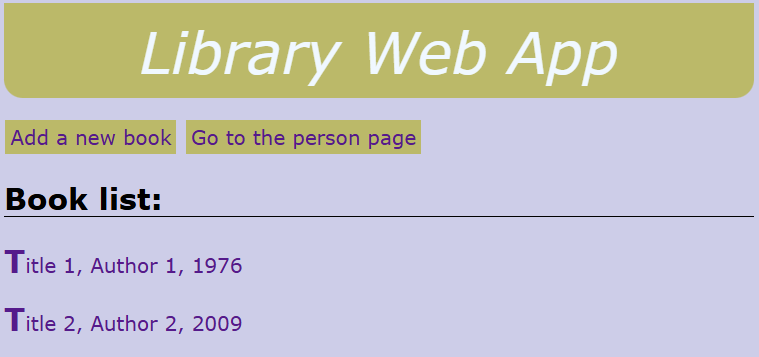 Library Web App
Add a new book Go to the person page
Book list:
Title 1, Author 1, 1976
Title 2, Author 2, 2009